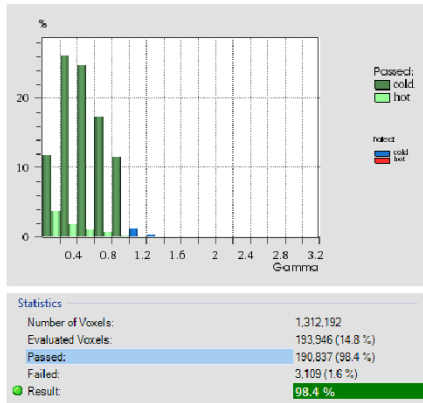 %
20
10
0
0.4 0.8 1.2 1.6 2 2.4 2.8 3.2
Gamma
Passed:
cold
hot
Failed:
cold
hot
Statistics
Number of Voxels: 1,312,192
Evaluated Voxels: 193,946 (14.8 %)
Passed: 190,837 (98.4 %)
Failed: 3,109 (1.6 %)
Result: 98.4 %